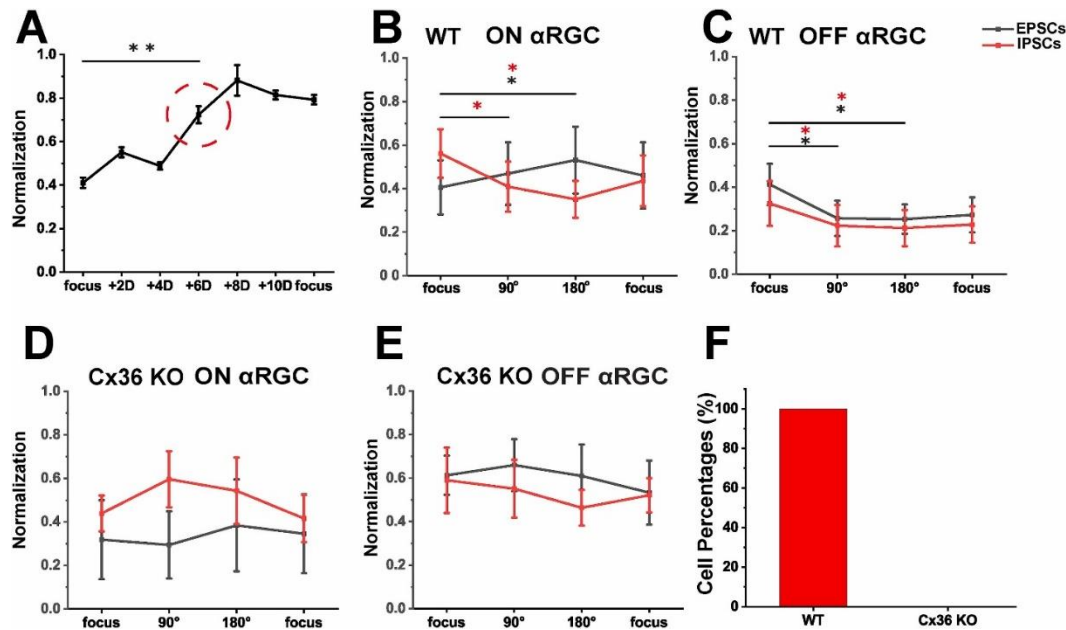 A
Normalization
1.0
0.8
0.6
0.4
0.2
0.0
* *
focus +2D +4D +6D +8D +10D focus
B
WT ON αRGC
Normalization
1.0
0.8
0.6
0.4
0.2
0.0
*
*
*
focus 90° 180° focus
C
WT OFF αRGC
EPSCs
IPSCs
Normalization
1.0
0.8
0.6
0.4
0.2
0.0
*
*
*
*
focus 90° 180° focus
D
Cx36 KO ON αRGC
Normalization
1.0
0.8
0.6
0.4
0.2
0.0
focus 90° 180° focus
E
Cx36 KO OFF αRGC
Normalization
1.0
0.8
0.6
0.4
0.2
0.0
focus 90° 180° focus
F
Cell Percentages (%)
100
80
60
40
20
0
WT Cx36 KO